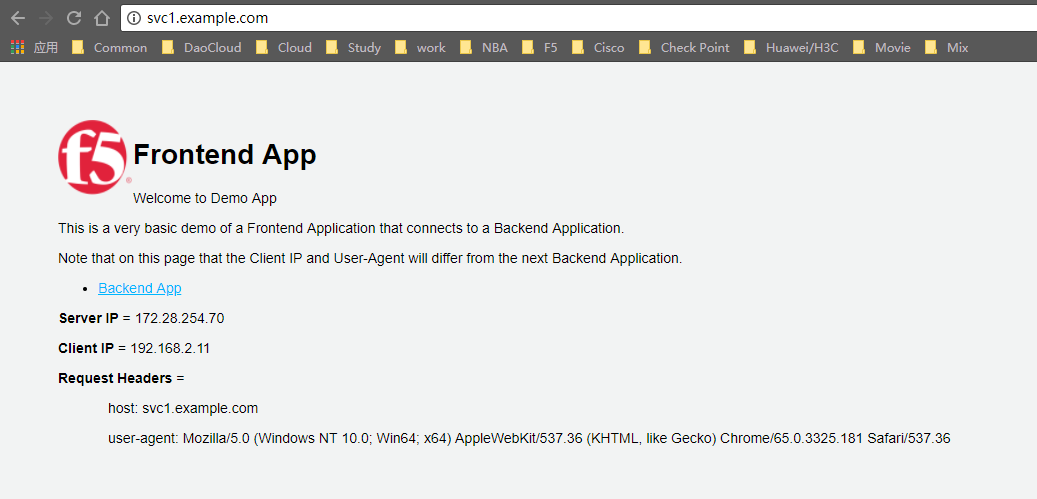 svc1.example.com
应用 Common DaoCloud Cloud Study work NBA F5 Cisco Check Point Huawei/H3C Movie Mix
f5 ®
Frontend App
Welcome to Demo App
This is a very basic demo of a Frontend Application that connects to a Backend Application.
Note that on this page that the Client IP and User-Agent will differ from the next Backend Application.
• Backend App
Server IP = 172.28.254.70
Client IP = 192.168.2.11
Request Headers =
host: svc1.example.com
user-agent: Mozilla/5.0 (Windows NT 10.0; Win64; x64) AppleWebKit/537.36 (KHTML, like Gecko) Chrome/65.0.3325.181 Safari/537.36